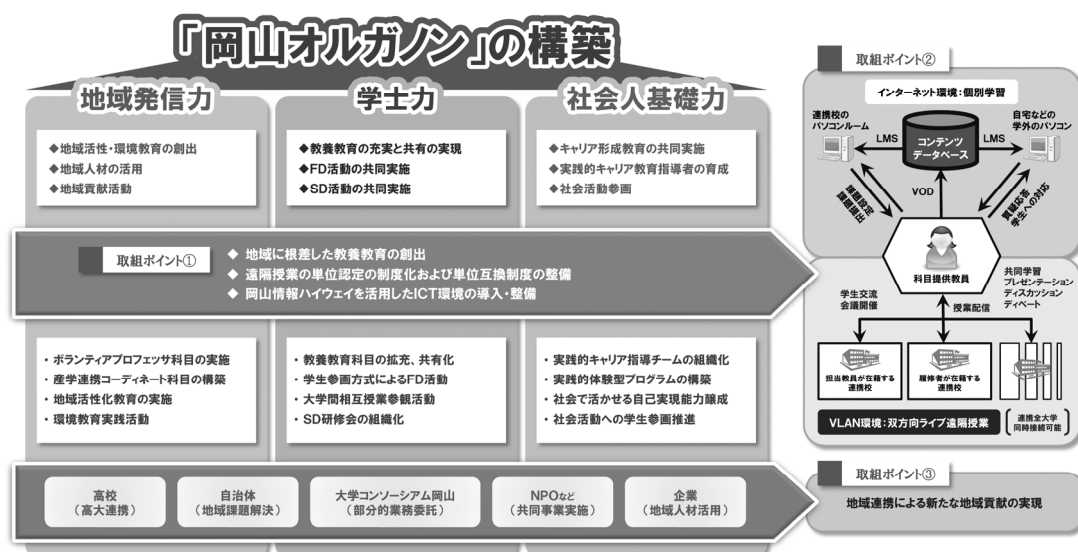 「岡山オルガノン」の構築
地域発信力
学士力
社会人基礎力
◆地域活性・環境教育の創出
◆地域人材の活用
◆地域貢献活動
◆教養教育の充実と共有の実現
◆FD活動の共同実施
◆SD活動の共同実施
◆キャリア形成教育の共同実施
◆実践的キャリア教育指導者の育成
◆社会活動参画
取組ポイント①
◆ 地域に根差した教養教育の創出
◆ 遠隔授業の単位認定の制度化および単位互換制度の整備
◆ 岡山情報ハイウェイを活用したICT環境の導入・整備
・ボランティアプロフェッサ科目の実施
・産学連携コーディネート科目の構築
・地域活性化教育の実施
・環境教育実践活動
・教養教育科目の拡充、共有化
・学生参画方式によるFD活動
・大学間相互授業参観活動
・SD研修会の組織化
・実践的キャリア指導チームの組織化
・実践的体験型プログラムの構築
・社会で活かせる自己実現能力醸成
・社会活動への学生参画推進
高校
（高大連携）
自治体
（地域課題解決）
大学コンソーシアム岡山
（部分的業務委託）
NPOなど
（共同事業実施）
企業
（地域人材活用）
取組ポイント②
インターネット環境：個別学習
連携校の
パソコンルーム
自宅などの
学外のパソコン
LMS
コンテンツ
データベース
LMS
VOD
課題設定
課題提出
質疑応答
学生への対応
科目提供教員
学生交流
会議開催
授業配信
共同学習
プレゼンテーション
ディスカッション
ディベート
担当教員が在籍する
連携校
履修者が在籍する
連携校
VLAN環境：双方向ライブ遠隔授業
連携全大学
同時接続可能
取組ポイント③
地域連携による新たな地域貢献の実現